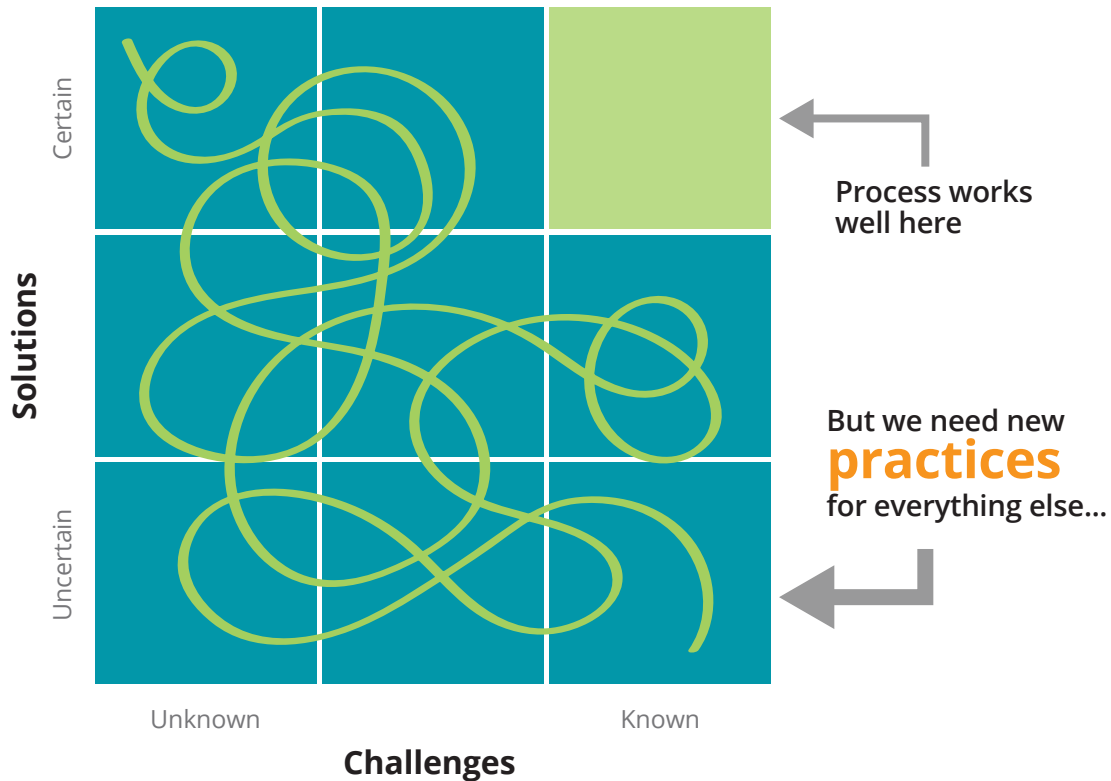 Certain
Process works
well here
Solutions
But we need new
practices
for everything else...
Uncertain
Unknown
Known
Challenges